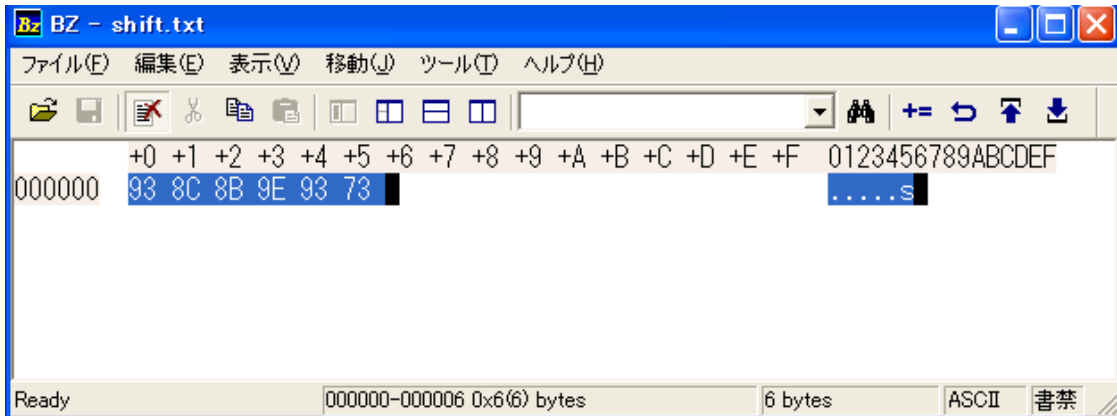 Bz BZ - shift.txt
ファイル(F) 編集(E) 表示(V) 移動(J) ツール(T) ヘルプ(H)
+=
+0 +1 +2 +3 +4 +5 +6 +7 +8 +9 +A +B +C +D +E +F 0123456789ABCDEF
000000 93 8C 8B 9E 93 73 .....s
Ready 000000-000006 0x6(6) bytes 6 bytes ASCII 書禁